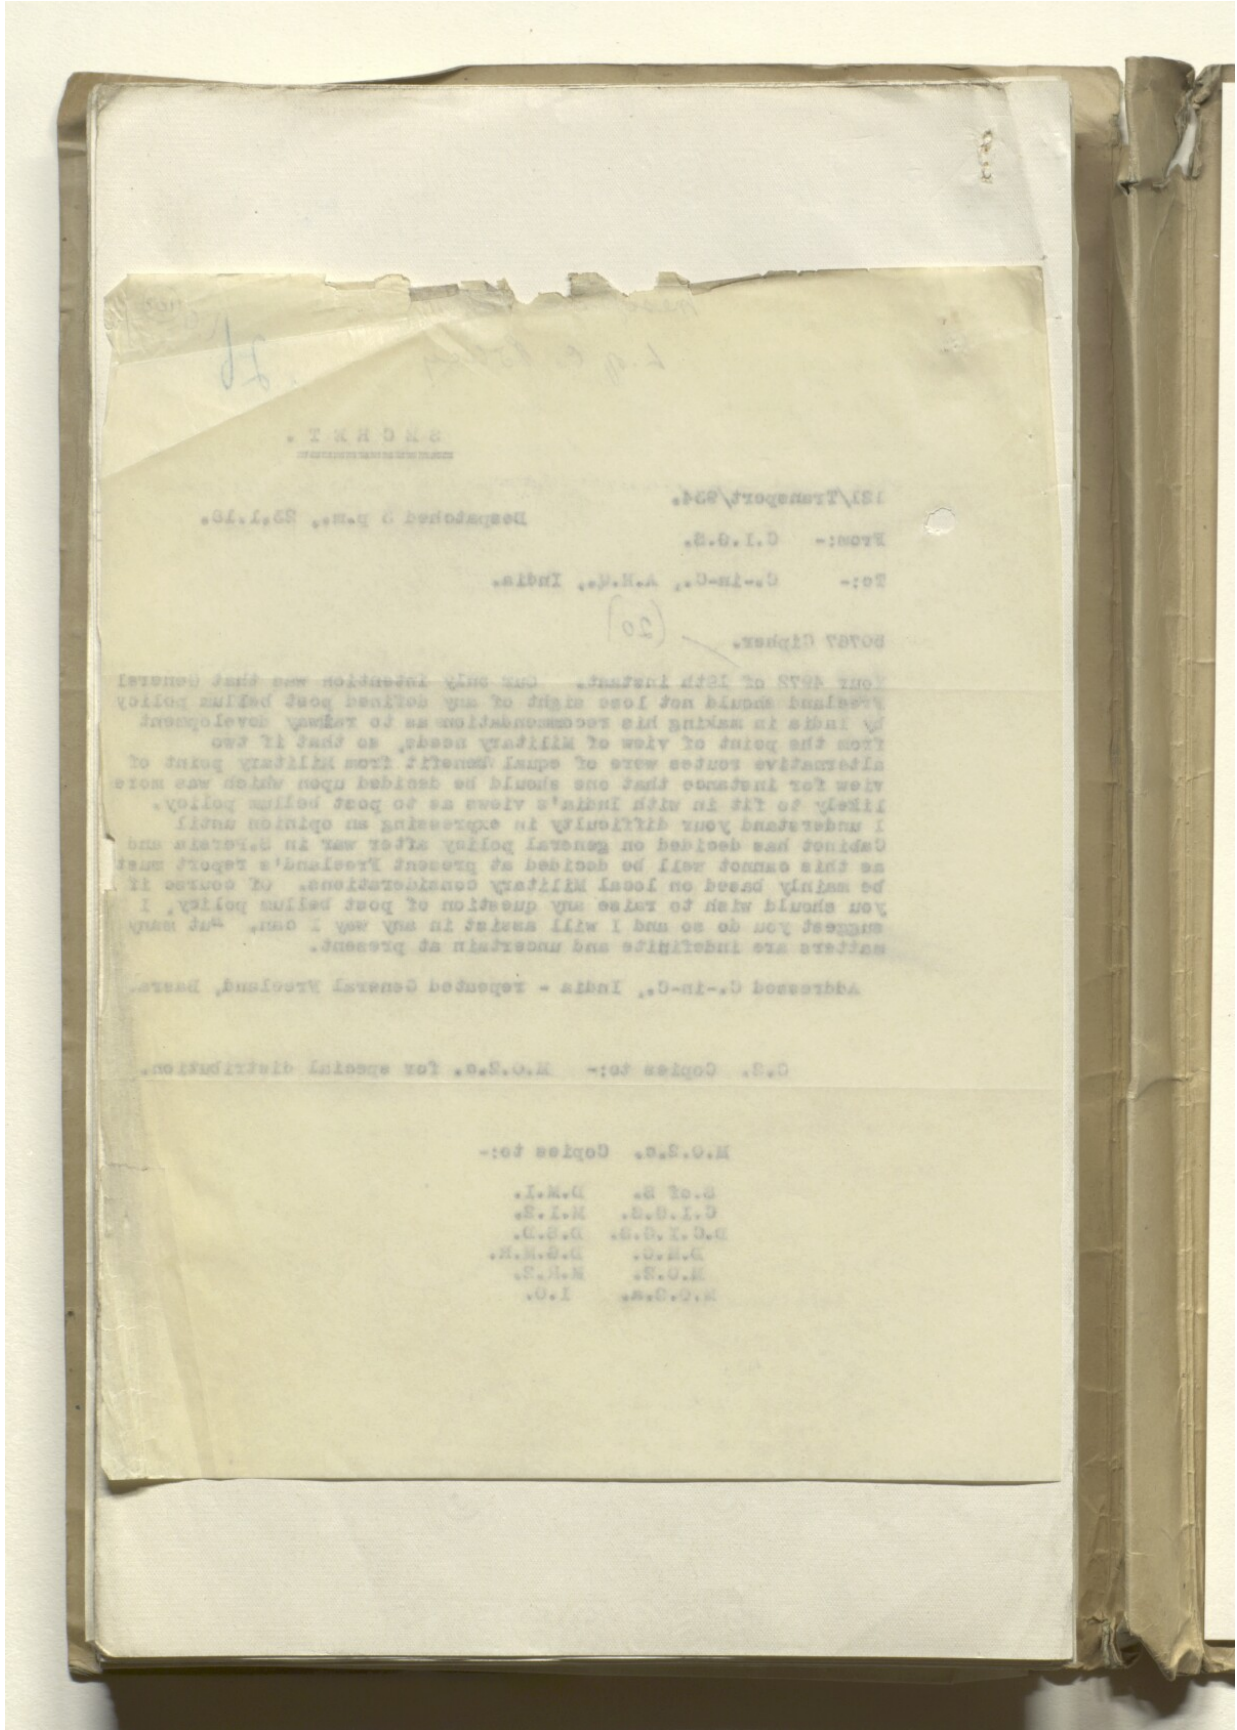 S E C R E T.
121/Transport/934.
Despatched 3 p.m., 23.1.18.
From:- C.I.G.S.
To:- C.-in-C., A.H.Q., India.
(20)
50767 Cipher.
Your 4972 of 19th instant. Our only intention was that General
Freeland should not lose sight of any defined post bellum policy
by India in making his recommendation as to railway development
from the point of view of Military needs, so that if two
alternative routes were of equal benefit from Military point of
view for instance that one should be decided upon which was more
likely to fit in with India's views as to post bellum policy.
I understand your difficulty in expressing an opinion until
Cabinet has decided on general policy after war in S.Persia and
as this cannot well be decided at present Freeland's report must
be mainly based on local Military considerations. Of course if
you should wish to raise any question of post bellum policy, I
suggest you do so and I will assist in any way I can, But many
matters are indefinite and uncertain at present.
Addressed C.-in-C., India - repeated General Freeland, Basra.
C.2. Copies to:- M.O.2.c. for special distribution.
M.O.2.c. Copies to:-
S.of S. D.M.I.
C.I.G.S. M.I.2.
D.C.I.G.S. D.S.D.
D.M.O. D.G.M.R.
M.O.2. M.R.2.
M.O.2.a. I.O.